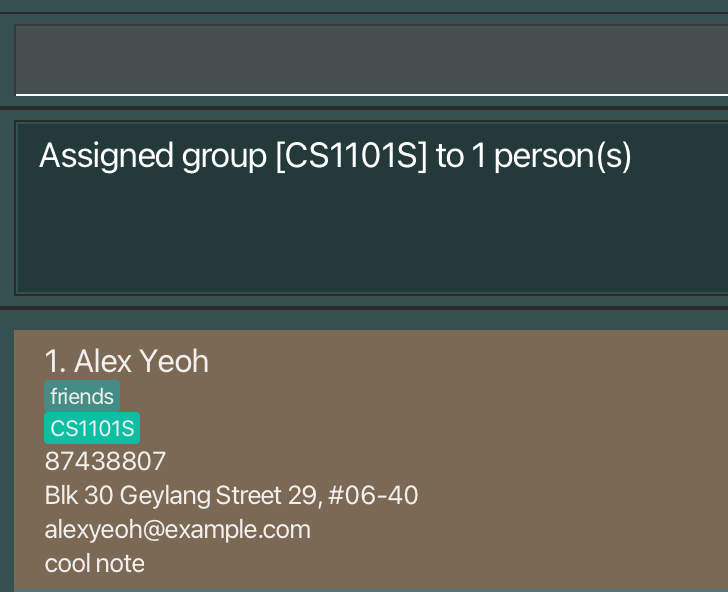 Assigned group [CS1101S] to 1 person(s)
1. Alex Yeoh
friends
CS1101S
87438807
Blk 30 Geylang Street 29, #06-40
alexyeoh@example.com
cool note